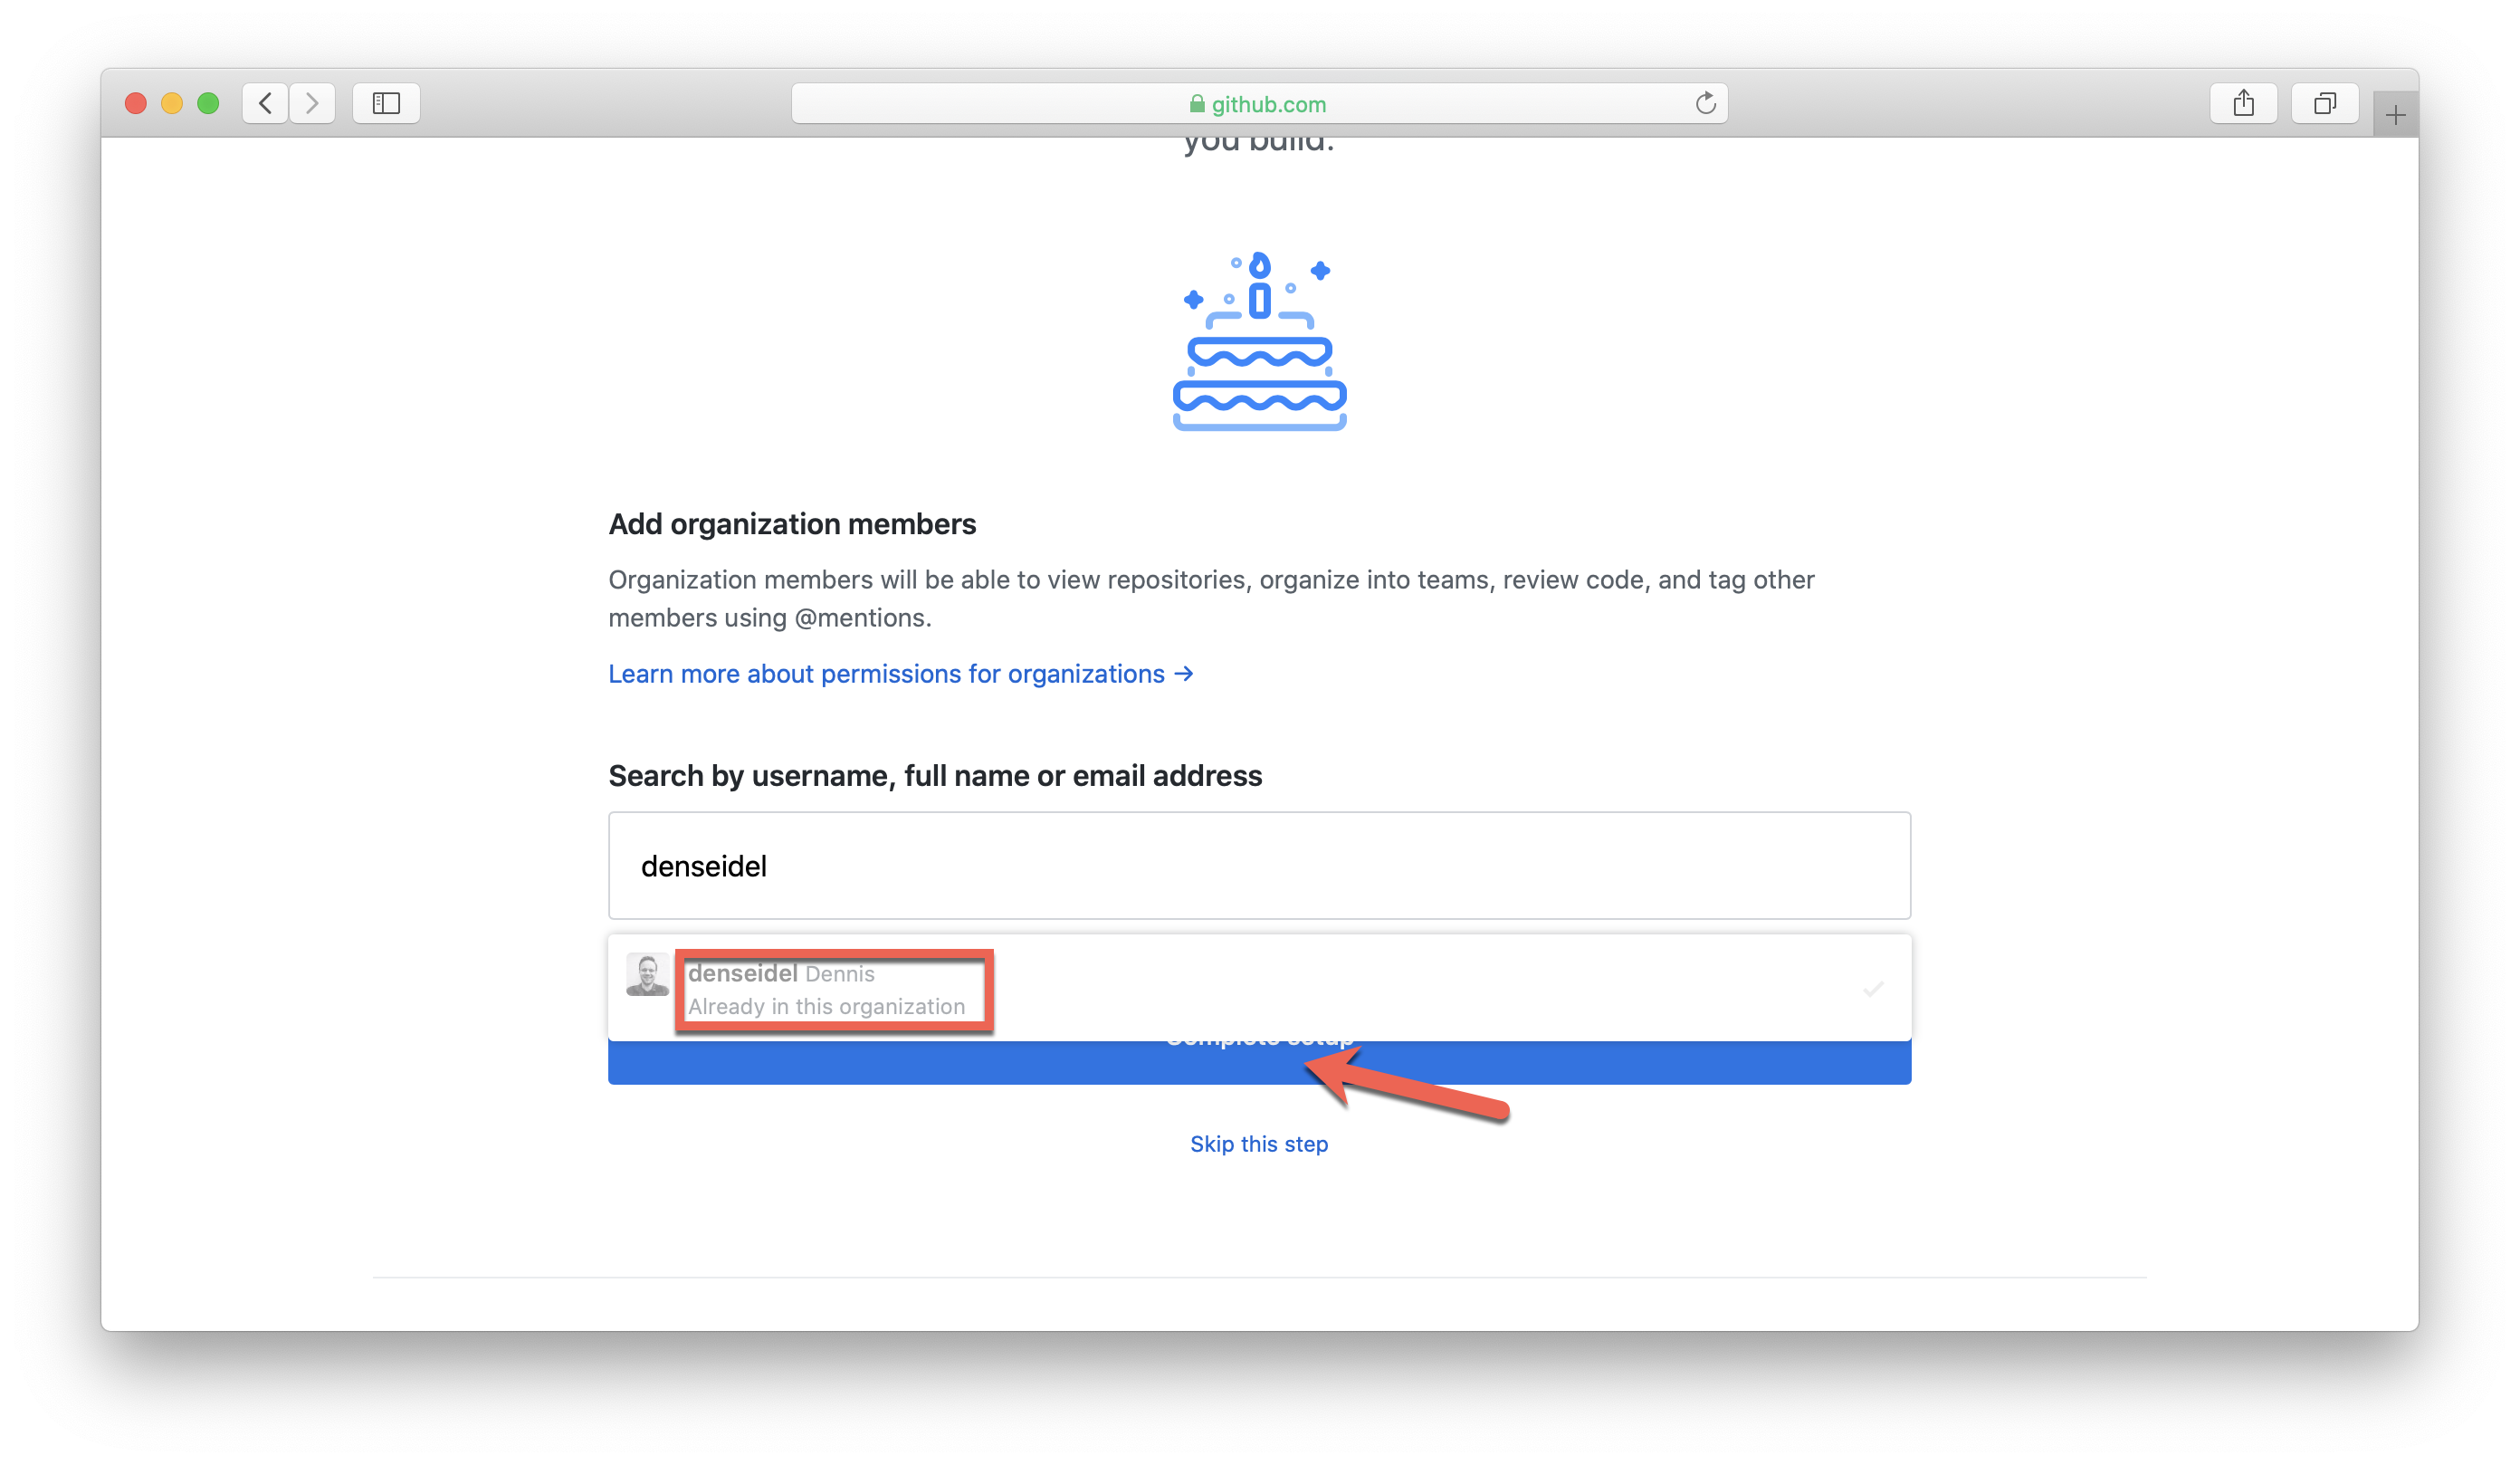 github.com
you build.
Add organization members
Organization members will be able to view repositories, organize into teams, review code, and tag other
members using @mentions.
Learn more about permissions for organizations →
Search by username, full name or email address
denseidel
denseidel Dennis
Already in this organization
Complete setup
Skip this step